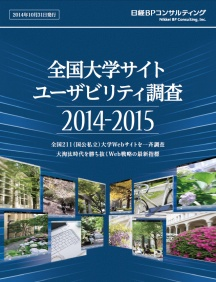 2014年10月31日発行
日経BPコンサルティング
Nikkei BP Consulting, Inc.
全国大学サイト
ユーザビリティ調査
2014-2015
全国211(国公私立)大学Webサイトを一斉調査
大淘汰時代を勝ち抜くWeb戦略の最新指標